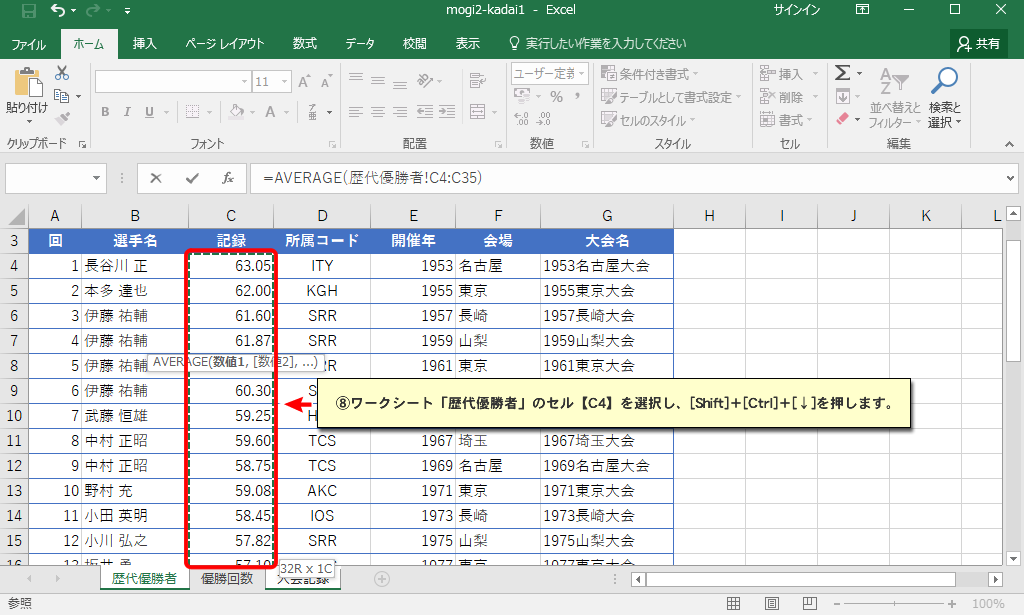 mogi2-kadai1 - Excel
サインイン
ファイル ホーム 挿入 ページ レイアウト 数式 データ 校閲 表示 実行したい作業を入力してください 共有
貼り付け
クリップボード
11
A A
B I U
A
フォント
配置
ユーザー定義
% ,
数値
条件付き書式
テーブルとして書式設定
セルのスタイル
スタイル
挿入
削除
書式
セル
Σ
並べ替えと
フィルター
検索と
選択
編集
=AVERAGE(歴代優勝者!C4:C35)
A B C D E F G H I J K L
3 回 選手名 記録 所属コード 開催年 会場 大会名
4 1 長谷川 正 63.05 ITY 1953 名古屋 1953名古屋大会
5 2 本多 達也 62.00 KGH 1955 東京 1955東京大会
6 3 伊藤 祐輔 61.60 SRR 1957 長崎 1957長崎大会
7 4 伊藤 祐輔 61.87 SRR 1959 山梨 1959山梨大会
8 5 伊藤 祐輔 1961 東京 1961東京大会
AVERAGE(数値1, [数値2], ...)
9 6 伊藤 祐輔 60.30
⑧ワークシート「歴代優勝者」のセル【C4】を選択し、[Shift]+[Ctrl]+[↓]を押します。
10 7 武藤 恒雄 59.25
11 8 中村 正昭 59.60 TCS 1967 埼玉 1967埼玉大会
12 9 中村 正昭 58.75 TCS 1969 名古屋 1969名古屋大会
13 10 野村 充 59.08 AKC 1971 東京 1971東京大会
14 11 小田 英明 58.45 IOS 1973 長崎 1973長崎大会
15 12 小川 弘之 57.82 SRR 1975 山梨 1975山梨大会
32R x 1C
歴代優勝者 優勝回数 大会記録
参照
100%